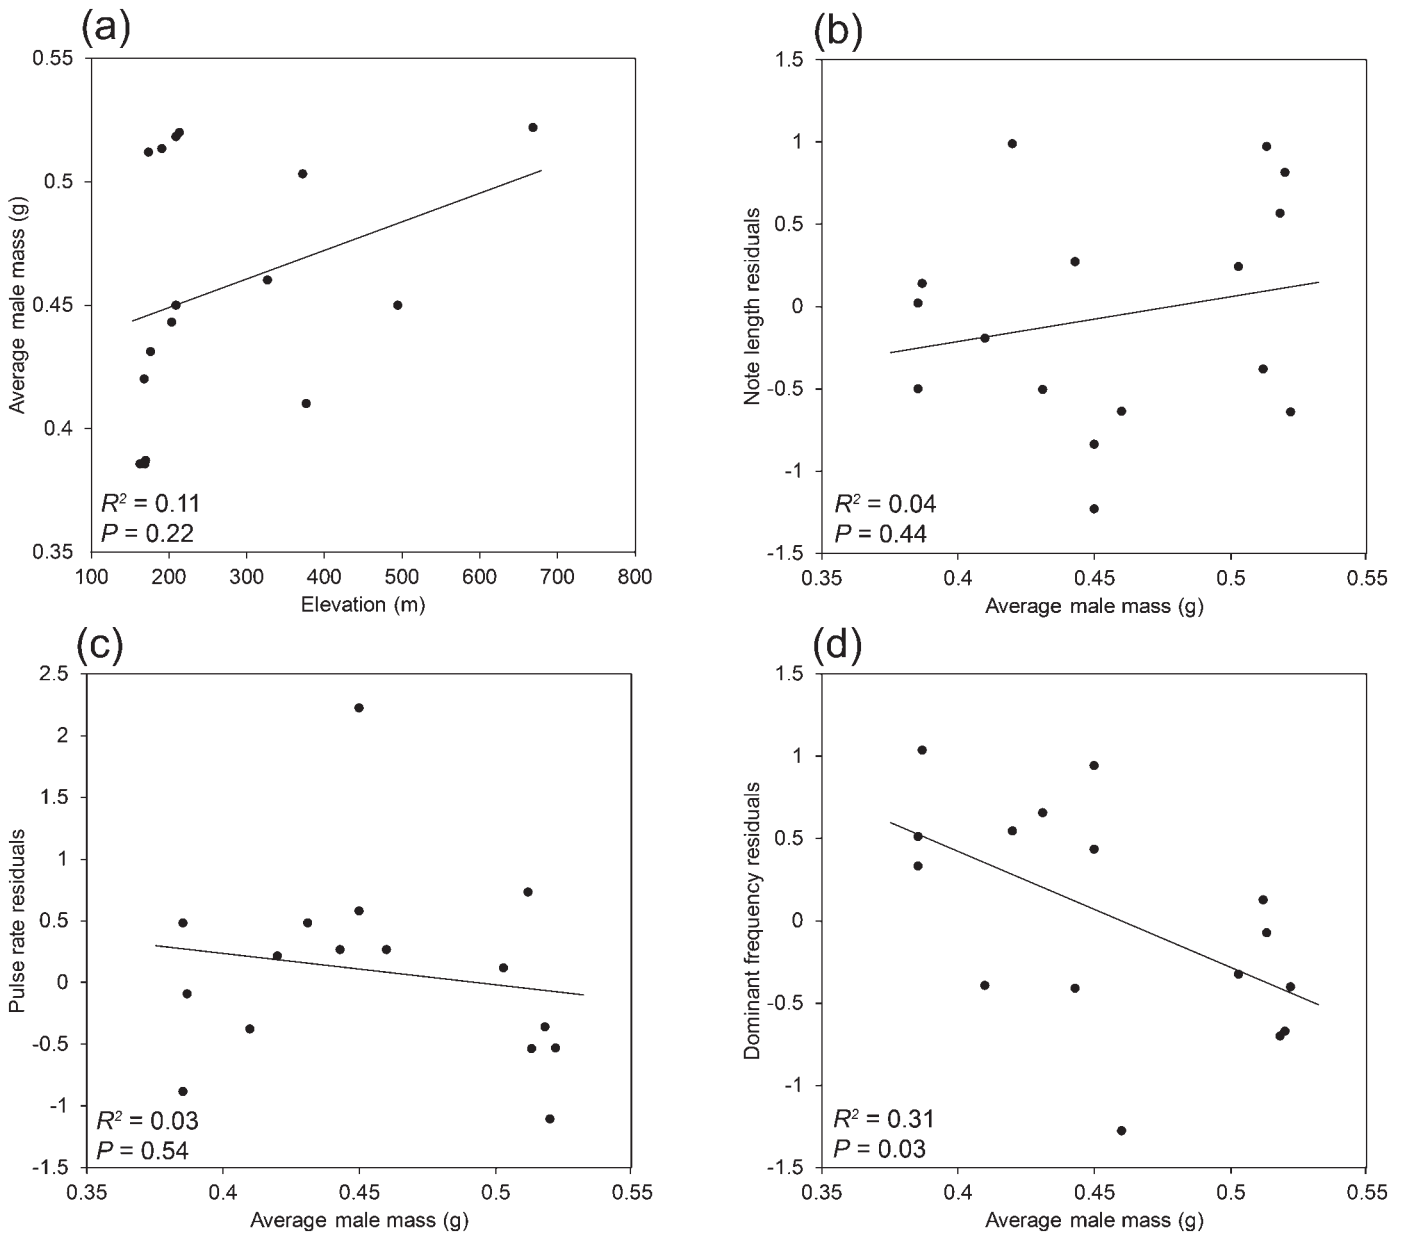 (a)
0.55
0.5
0.45
0.4
0.35
Average male mass (g)
R² = 0.11
P = 0.22
100 200 300 400 500 600 700 800
Elevation (m)
(b)
1.5
1
0.5
0
-0.5
-1
-1.5
Note length residuals
R² = 0.04
P = 0.44
0.35 0.4 0.45 0.5 0.55
Average male mass (g)
(c)
2.5
2
1.5
1
0.5
0
-0.5
-1
-1.5
Pulse rate residuals
R² = 0.03
P = 0.54
0.35 0.4 0.45 0.5 0.55
Average male mass (g)
(d)
1.5
1
0.5
0
-0.5
-1
-1.5
Dominant frequency residuals
R² = 0.31
P = 0.03
0.35 0.4 0.45 0.5 0.55
Average male mass (g)